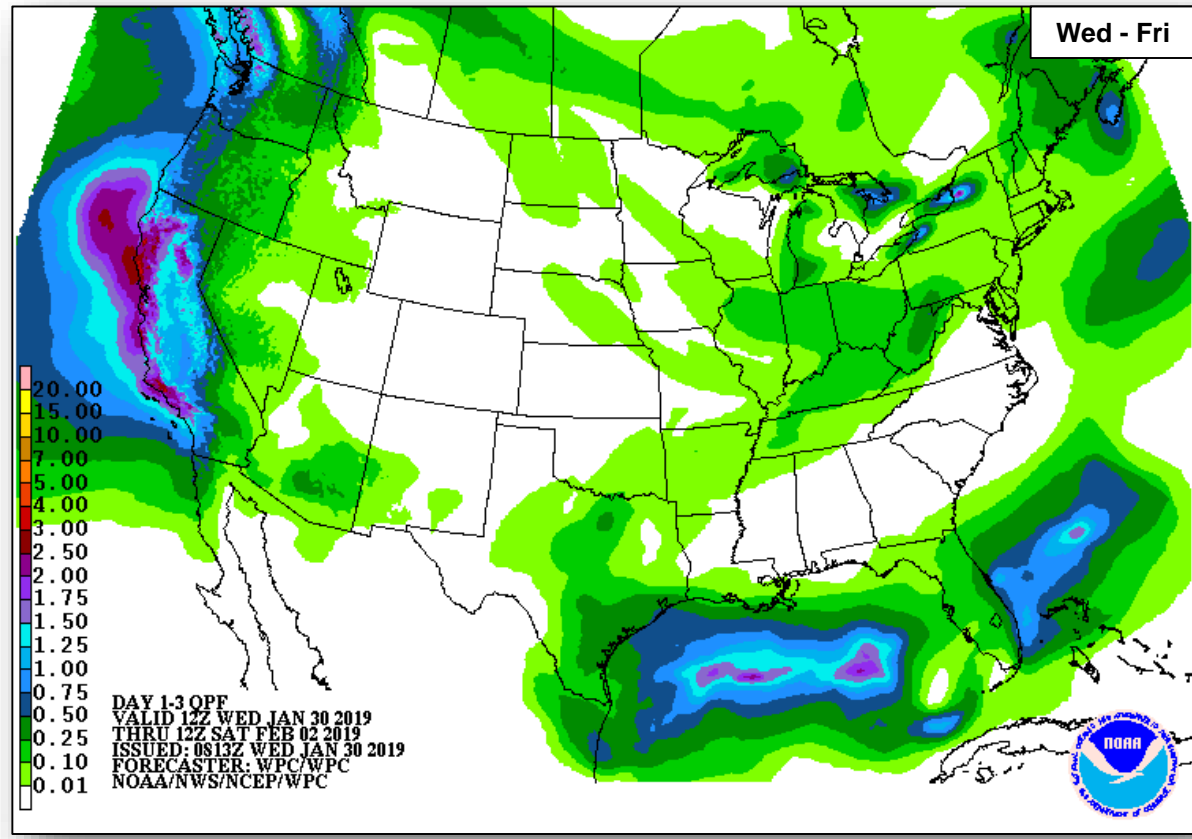 Wed - Fri
20.00
15.00
10.00
7.00
5.00
4.00
3.00
2.50
2.00
1.75
1.50
1.25
1.00
0.75
0.50
0.25
0.10
0.01
DAY 1-3 QPF
VALID 12Z WED JAN 30 2019
THRU 12Z SAT FEB 02 2019
ISSUED: 0813Z WED JAN 30 2019
FORECASTER: WPC/WPC
NOAA/NWS/NCEP/WPC
NOAA